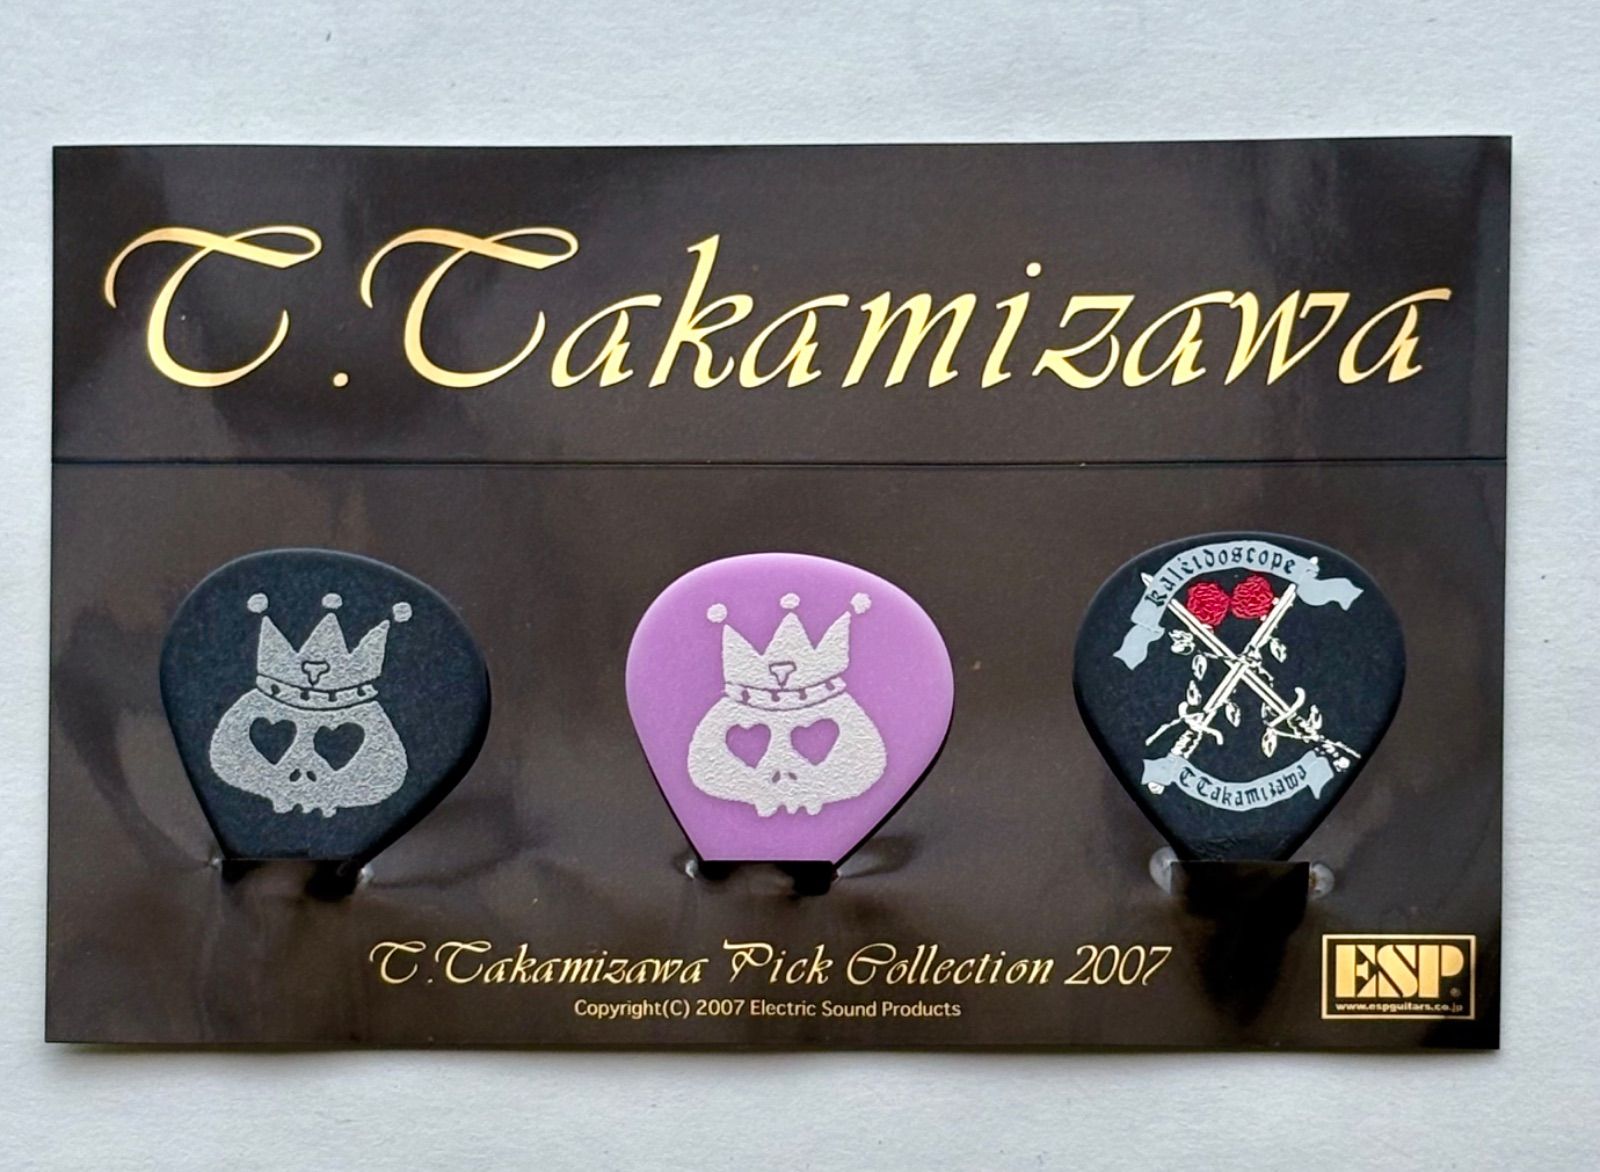 T.Takamizawa
T
T
Kaleidoscope
T Takamizawa
T.Takamizawa Pick Collection 2007
Copyright(C) 2007 Electric Sound Products
ESP®
www.espguitars.co.jp